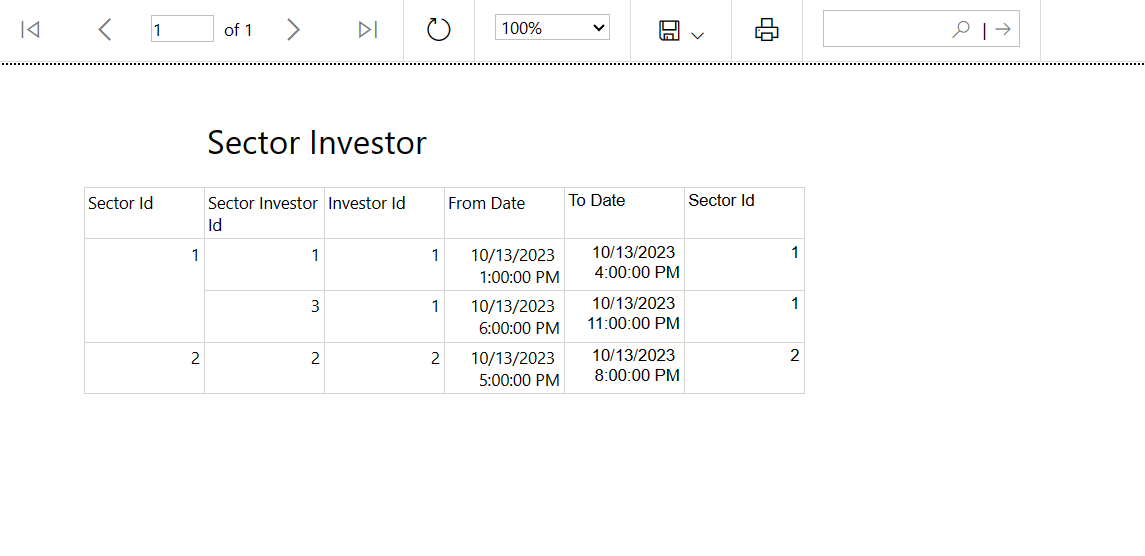 1 of 1 100% |
Sector Investor
Sector Id Sector Investor Id Investor Id From Date To Date Sector Id
1 1 1 10/13/2023 1:00:00 PM 10/13/2023 4:00:00 PM 1
3 1 10/13/2023 6:00:00 PM 10/13/2023 11:00:00 PM 1
2 2 2 10/13/2023 5:00:00 PM 10/13/2023 8:00:00 PM 2